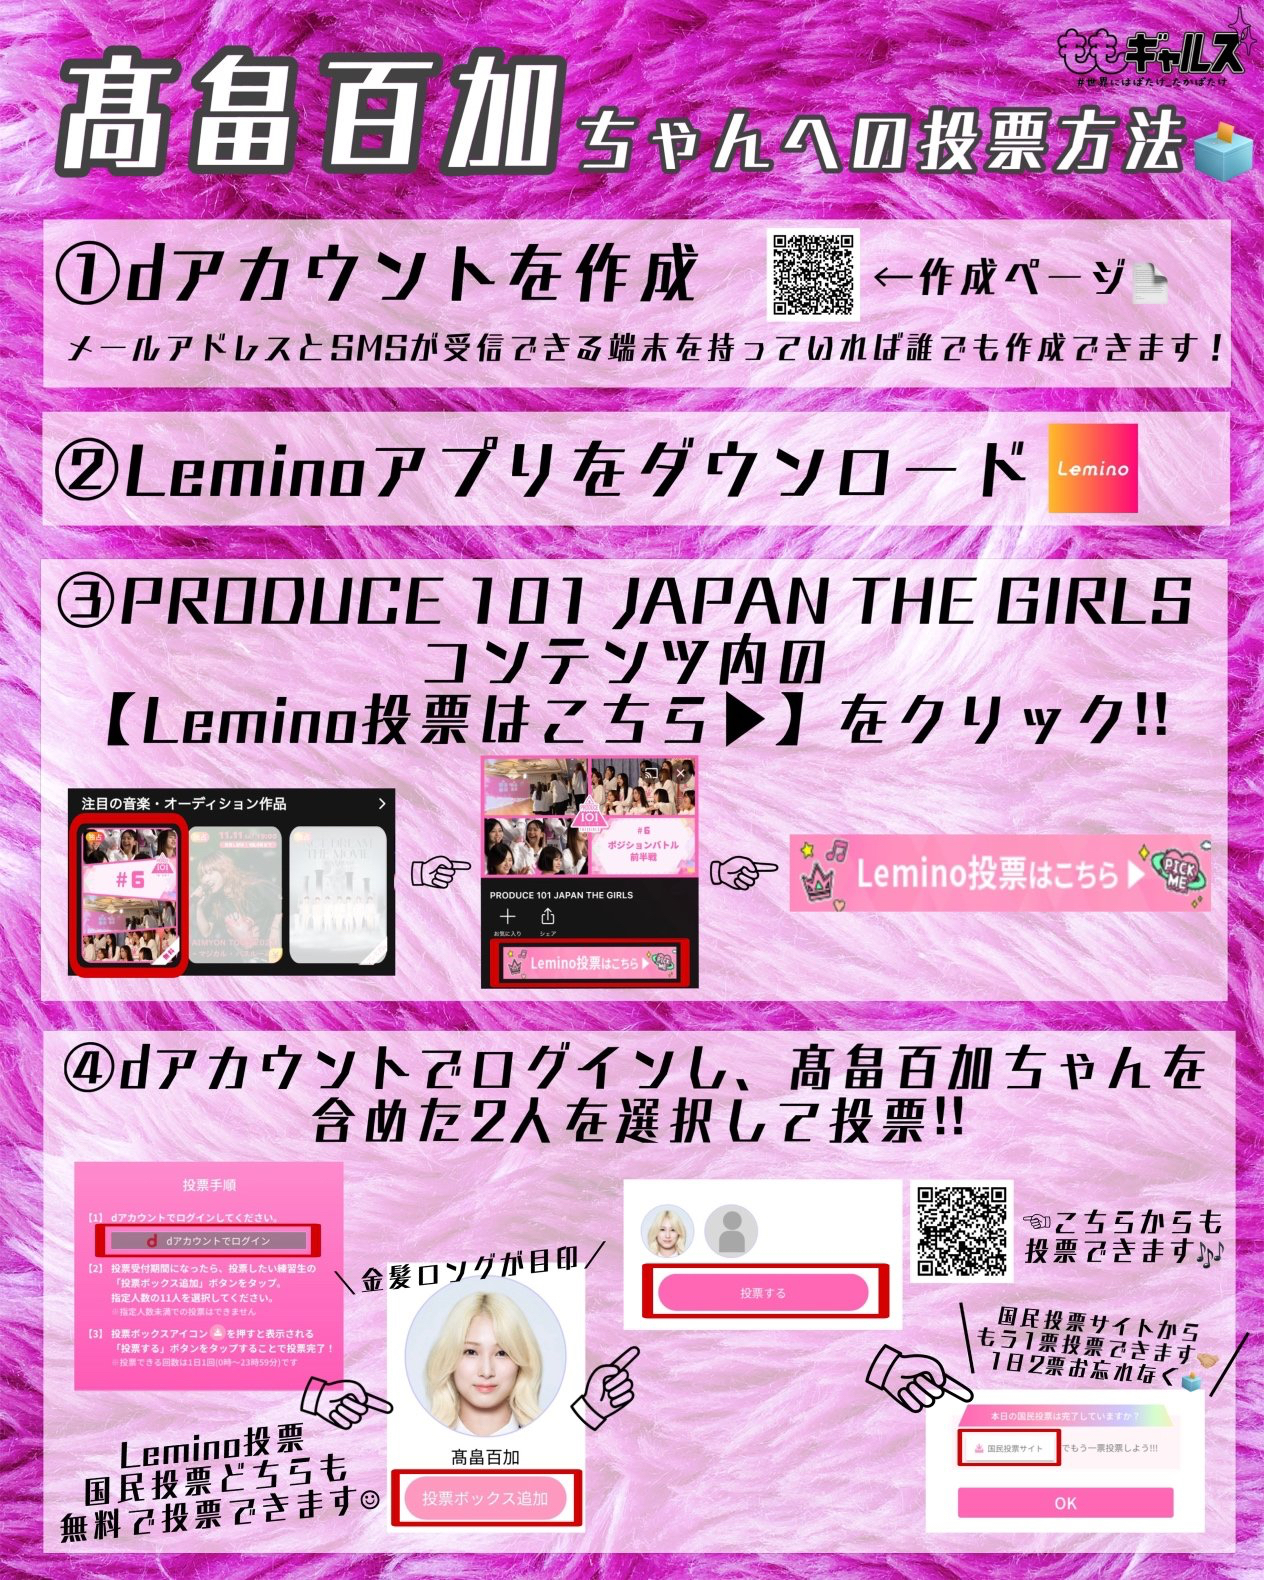 ももギャルズ
#世界にはばたけ_たかばたけ
髙畠百加ちゃんへの投票方法
①dアカウントを作成
←作成ページ
メールアドレスとSMSが受信できる端末を持っていれば誰でも作成できます！
②Leminoアプリをダウンロード
Lemino
③PRODUCE 101 JAPAN THE GIRLS
コンテンツ内の
【Lemino投票はこちら▶】をクリック!!
注目の音楽・オーディション作品
独占
#6
無料
11.11
#6
ポジションバトル
前半戦
101
PRODUCE 101 JAPAN THE GIRLS
お気に入り
シェア
Lemino投票はこちら▶
Lemino投票はこちら▶
PICK ME
④dアカウントでログインし、髙畠百加ちゃんを
含めた2人を選択して投票!!
投票手順
【1】 dアカウントでログインしてください。
dアカウントでログイン
【2】 投票受付期間になったら、投票したい練習生の
「投票ボックス追加」ボタンをタップ。
指定人数の11人を選択してください。
※指定人数未満での投票はできません
【3】 投票ボックスアイコンを押すと表示される
「投票する」ボタンをタップすることで投票完了！
※投票できる回数は1日1回(0時〜23時59分)です
Lemino投票
国民投票どちらも
無料で投票できます☺
\金髪ロングが目印/
髙畠百加
投票ボックス追加
投票する
☜こちらからも
投票できます🎶
\国民投票サイトから
もう1票投票できます🤝
1日2票お忘れなく🗳/
本日の国民投票は完了していますか？
国民投票サイト でもう一票投票しよう!!!
OK